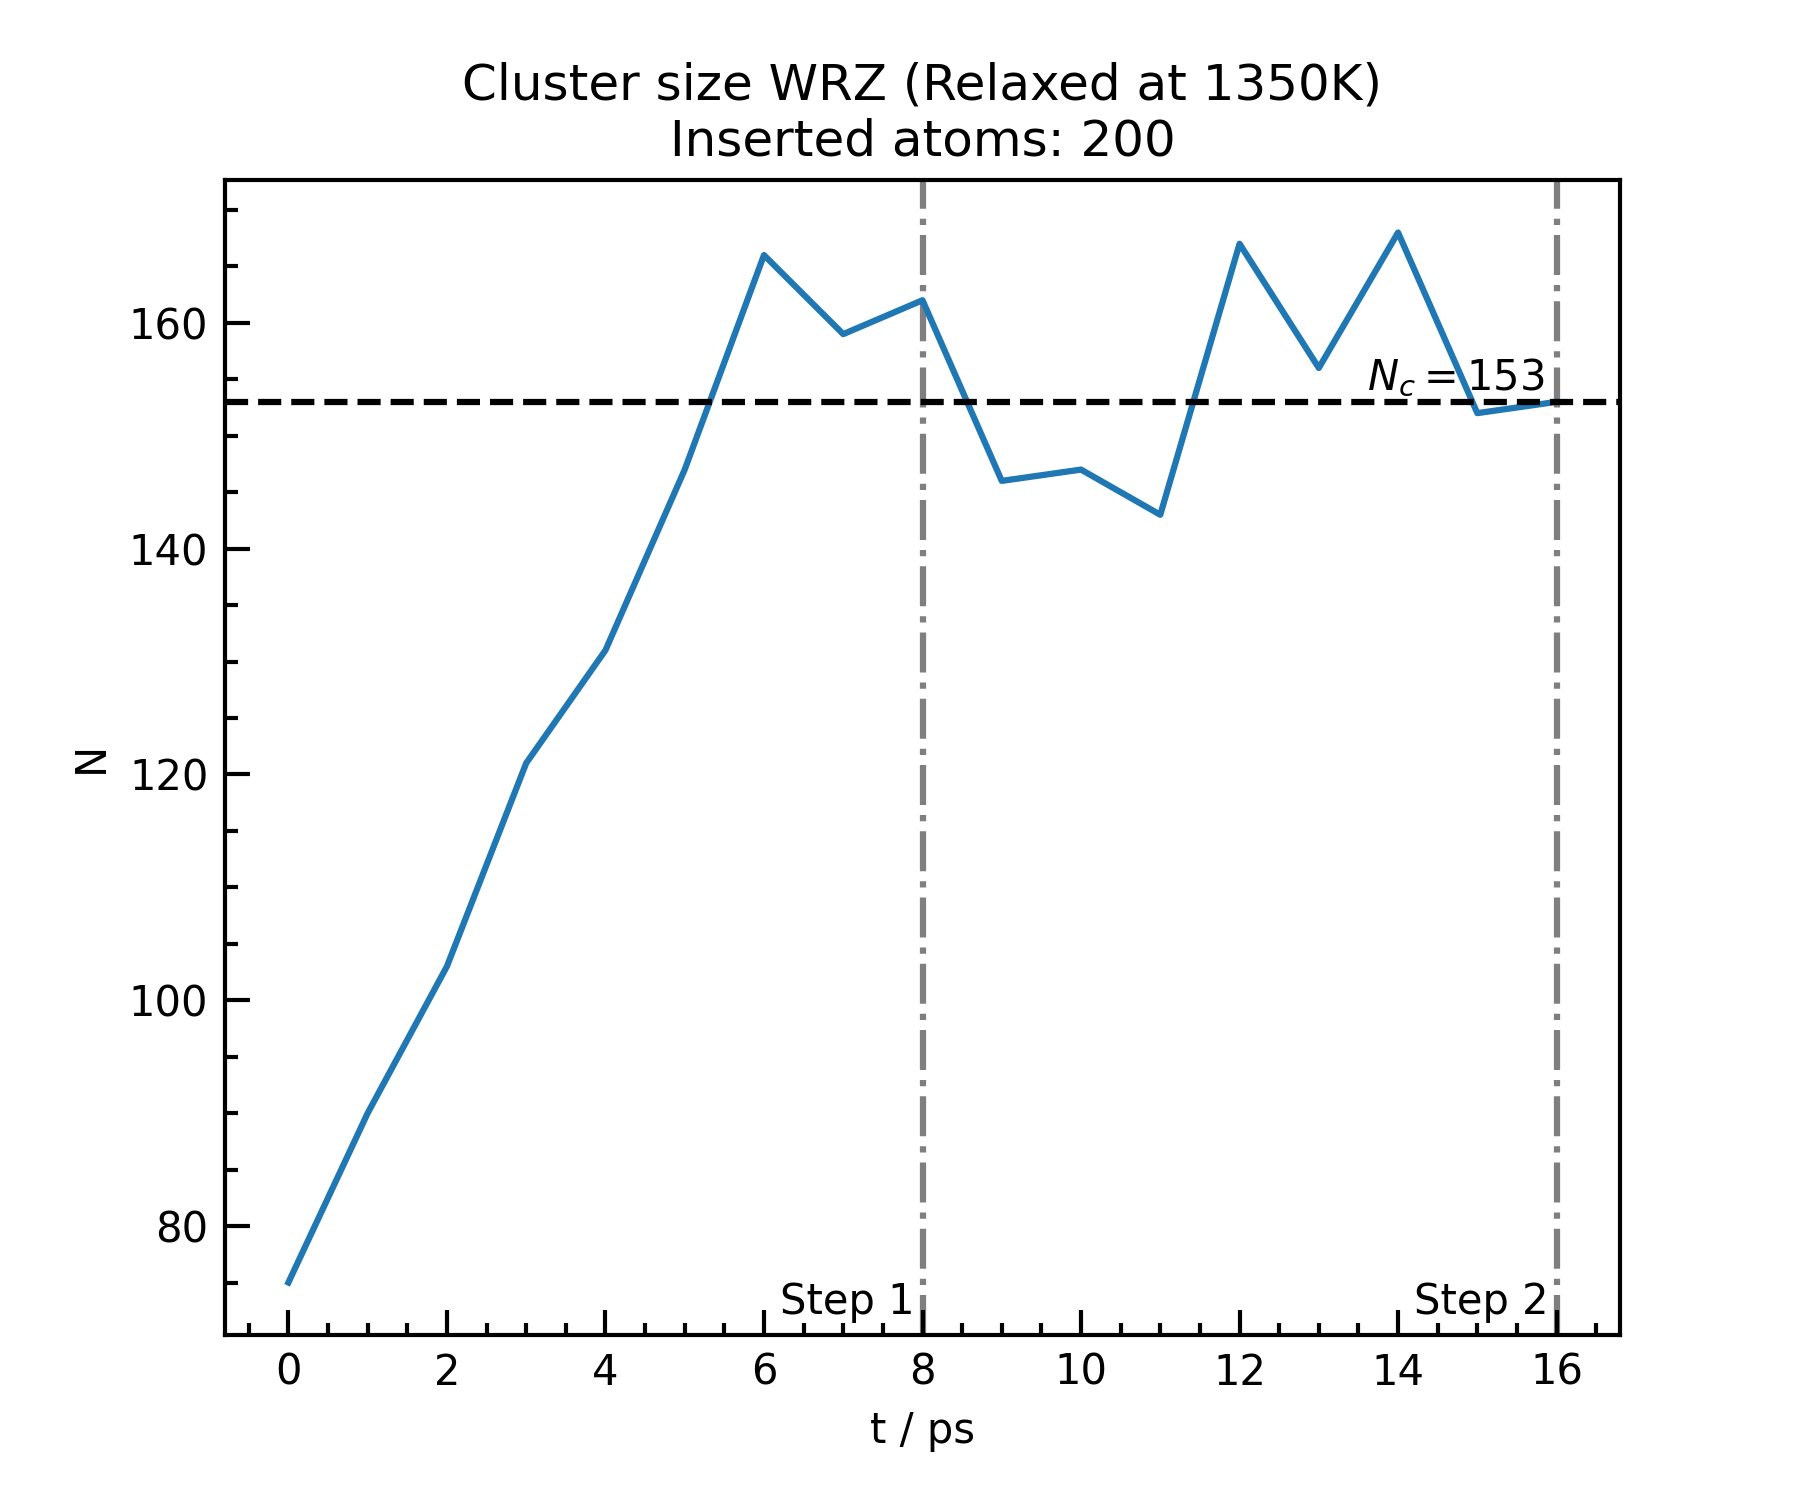 Cluster size WRZ (Relaxed at 1350K)
Inserted atoms: 200
160
140
120
100
80
N
N_c = 153
Step 1
Step 2
0 2 4 6 8 10 12 14 16
t / ps